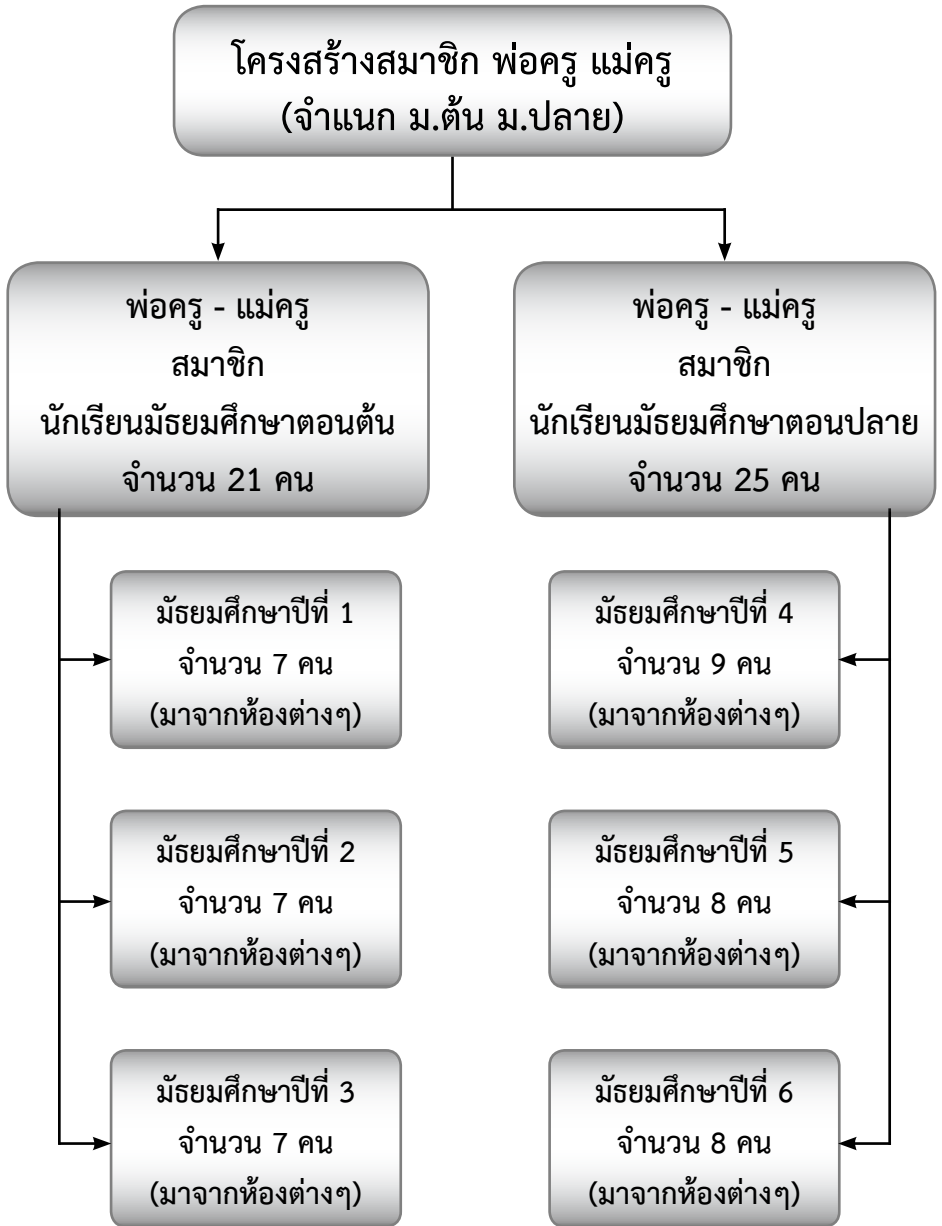 โครงสร้างสมาชิก พ่อครู แม่ครู
(จำแนก ม.ต้น ม.ปลาย)
พ่อครู - แม่ครู
สมาชิก
นักเรียนมัธยมศึกษาตอนต้น
จำนวน 21 คน
พ่อครู - แม่ครู
สมาชิก
นักเรียนมัธยมศึกษาตอนปลาย
จำนวน 25 คน
มัธยมศึกษาปีที่ 1
จำนวน 7 คน
(มาจากห้องต่างๆ)
มัธยมศึกษาปีที่ 4
จำนวน 9 คน
(มาจากห้องต่างๆ)
มัธยมศึกษาปีที่ 2
จำนวน 7 คน
(มาจากห้องต่างๆ)
มัธยมศึกษาปีที่ 5
จำนวน 8 คน
(มาจากห้องต่างๆ)
มัธยมศึกษาปีที่ 3
จำนวน 7 คน
(มาจากห้องต่างๆ)
มัธยมศึกษาปีที่ 6
จำนวน 8 คน
(มาจากห้องต่างๆ)